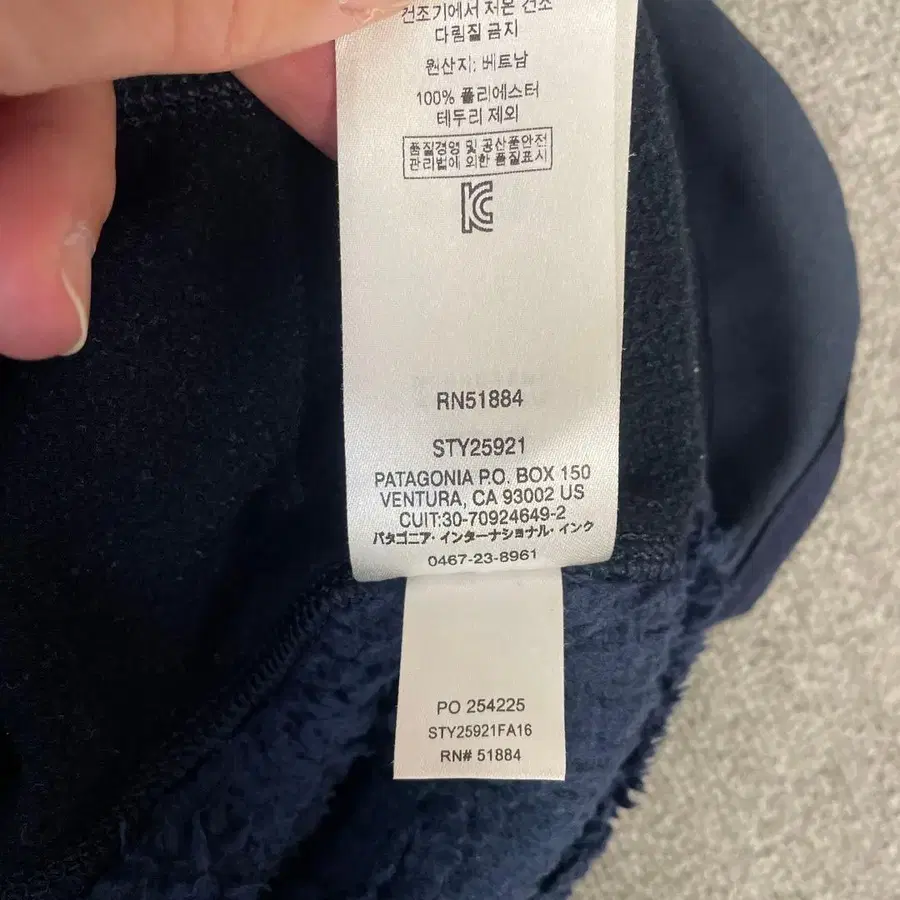 건조기에서 저온 건조
다림질 금지
원산지: 베트남
100% 폴리에스터
테두리 제외
품질경영 및 공산품안전
관리법에 의한 품질표시
RN51884
STY25921
PATAGONIA P.O. BOX 150
VENTURA, CA 93002 US
CUIT:30-70924649-2
パタゴニア・インターナショナル・インク
0467-23-8961
PO 254225
STY25921FA16
RN# 51884